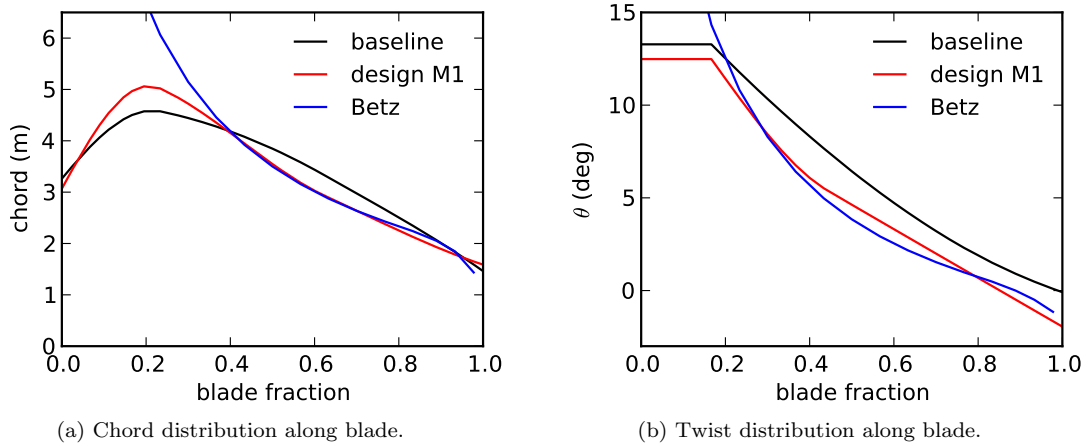 6
5
4
3
2
1
0
chord (m)
baseline
design M1
Betz
0.0 0.2 0.4 0.6 0.8 1.0
blade fraction
(a) Chord distribution along blade.
15
10
5
0
θ (deg)
baseline
design M1
Betz
0.0 0.2 0.4 0.6 0.8 1.0
blade fraction
(b) Twist distribution along blade.